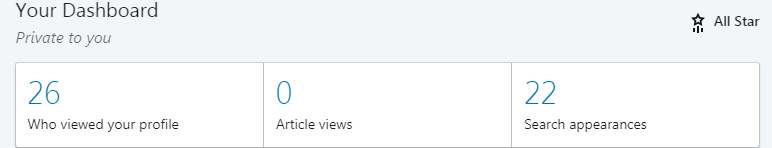 Your Dashboard
Private to you
All Star
26
Who viewed your profile
0
Article views
22
Search appearances